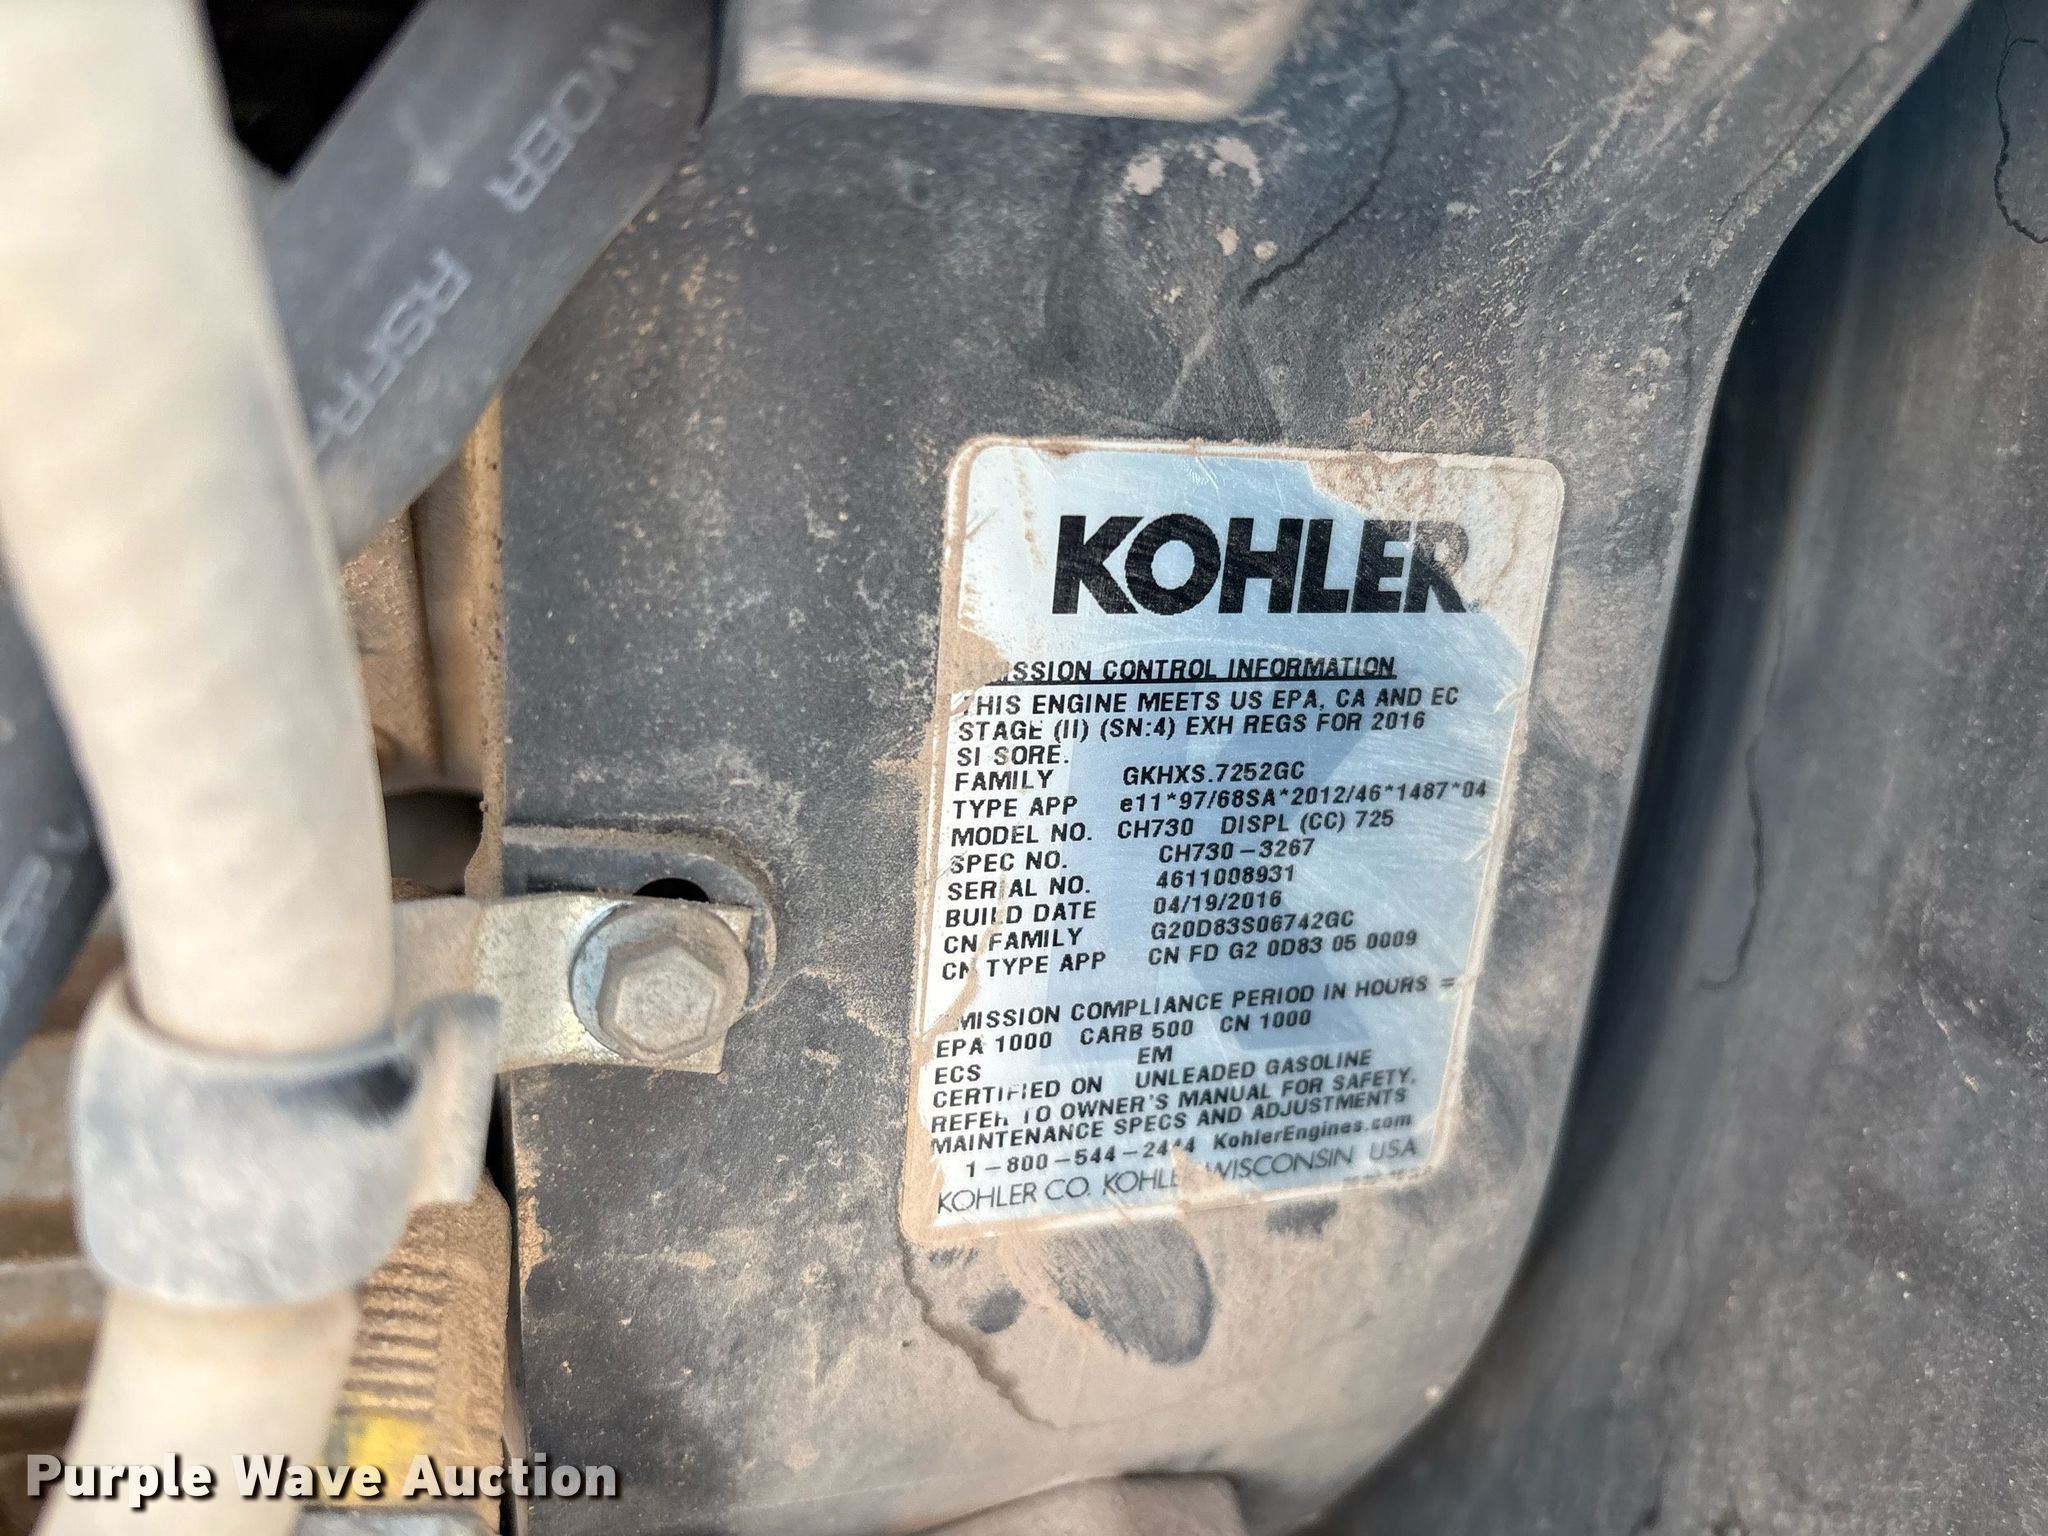 KOHLER
EMISSION CONTROL INFORMATION
THIS ENGINE MEETS US EPA, CA AND EC
STAGE (II) (SN:4) EXH REGS FOR 2016
SI SORE.
FAMILY GKHXS.7252GC
TYPE APP e11*97/68SA*2012/46*1487*04
MODEL NO. CH730 DISPL (CC) 725
SPEC NO. CH730-3267
SERIAL NO. 4611008931
BUILD DATE 04/19/2016
CN FAMILY G20D83S06742GC
CN TYPE APP CN FD G2 0D83 05 0009
EMISSION COMPLIANCE PERIOD IN HOURS =
EPA 1000 CARB 500 CN 1000
ECS EM
CERTIFIED ON UNLEADED GASOLINE
REFER TO OWNER'S MANUAL FOR SAFETY,
MAINTENANCE SPECS AND ADJUSTMENTS
1-800-544-2444 KohlerEngines.com
KOHLER CO. KOHLER WISCONSIN USA
Purple Wave Auction